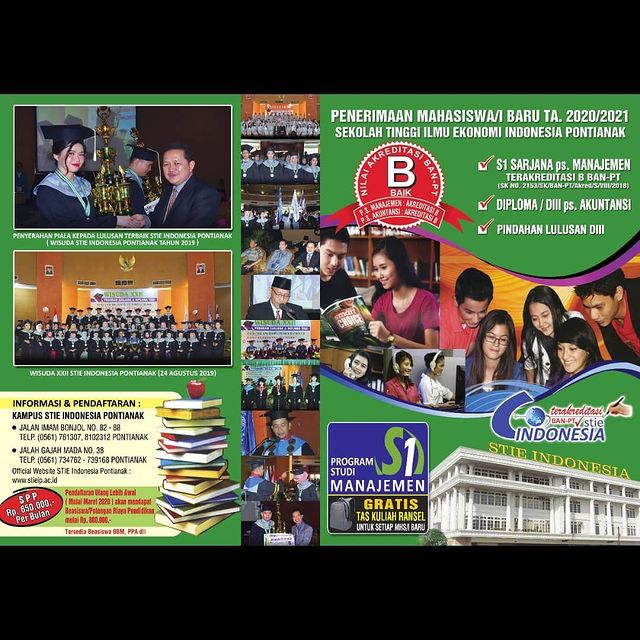 PENYERAHAN PIALA KEPADA LULUSAN TERBAIK STIE INDONESIA PONTIANAK
( WISUDA STIE INDONESIA PONTIANAK TAHUN 2019 )
WISUDA XXII
WISUDA XXII STIE INDONESIA PONTIANAK (24 AGUSTUS 2019)
INFORMASI & PENDAFTARAN :
KAMPUS STIE INDONESIA PONTIANAK
• JALAN IMAM BONJOL NO. 82 - 88
TELP. (0561) 761307, 8102312 PONTIANAK
• JALAH GAJAH MADA NO. 38
TELP. (0561) 734762 - 739168 PONTIANAK
Official Website STIE Indonesia Pontianak :
www.stieip.ac.id
SPP
Rp. 650.000,-
Per Bulan
Pendaftaran Ulang Lebih Awal
( Mulai Maret 2020 ) akan mendapat
Beasiswa/Potongan Biaya Pendidikan
mulai Rp. 800.000,-
Tersedia Beasiswa BBM, PPA dll
WISUDA XXII
PENERIMAAN MAHASISWA/I BARU TA. 2020/2021
SEKOLAH TINGGI ILMU EKONOMI INDONESIA PONTIANAK
NILAI AKREDITASI BAN-PT
B
BAIK
P.S. MANAJEMEN : AKREDITASI B
P.S. AKUNTANSI : AKREDITASI B
S1 SARJANA ps. MANAJEMEN
TERAKREDITASI B BAN-PT
(SK NO. 2153/SK/BAN-PT/Akred/S/VIII/2018)
DIPLOMA / DIII ps. AKUNTANSI
PINDAHAN LULUSAN DIII
smart
CHOICE
terakreditasi
BAN-PT
stie
INDONESIA
STIE INDONESIA
PROGRAM
STUDI
S1
MANAJEMEN
GRATIS
TAS KULIAH RANSEL
UNTUK SETIAP MHS/I BARU